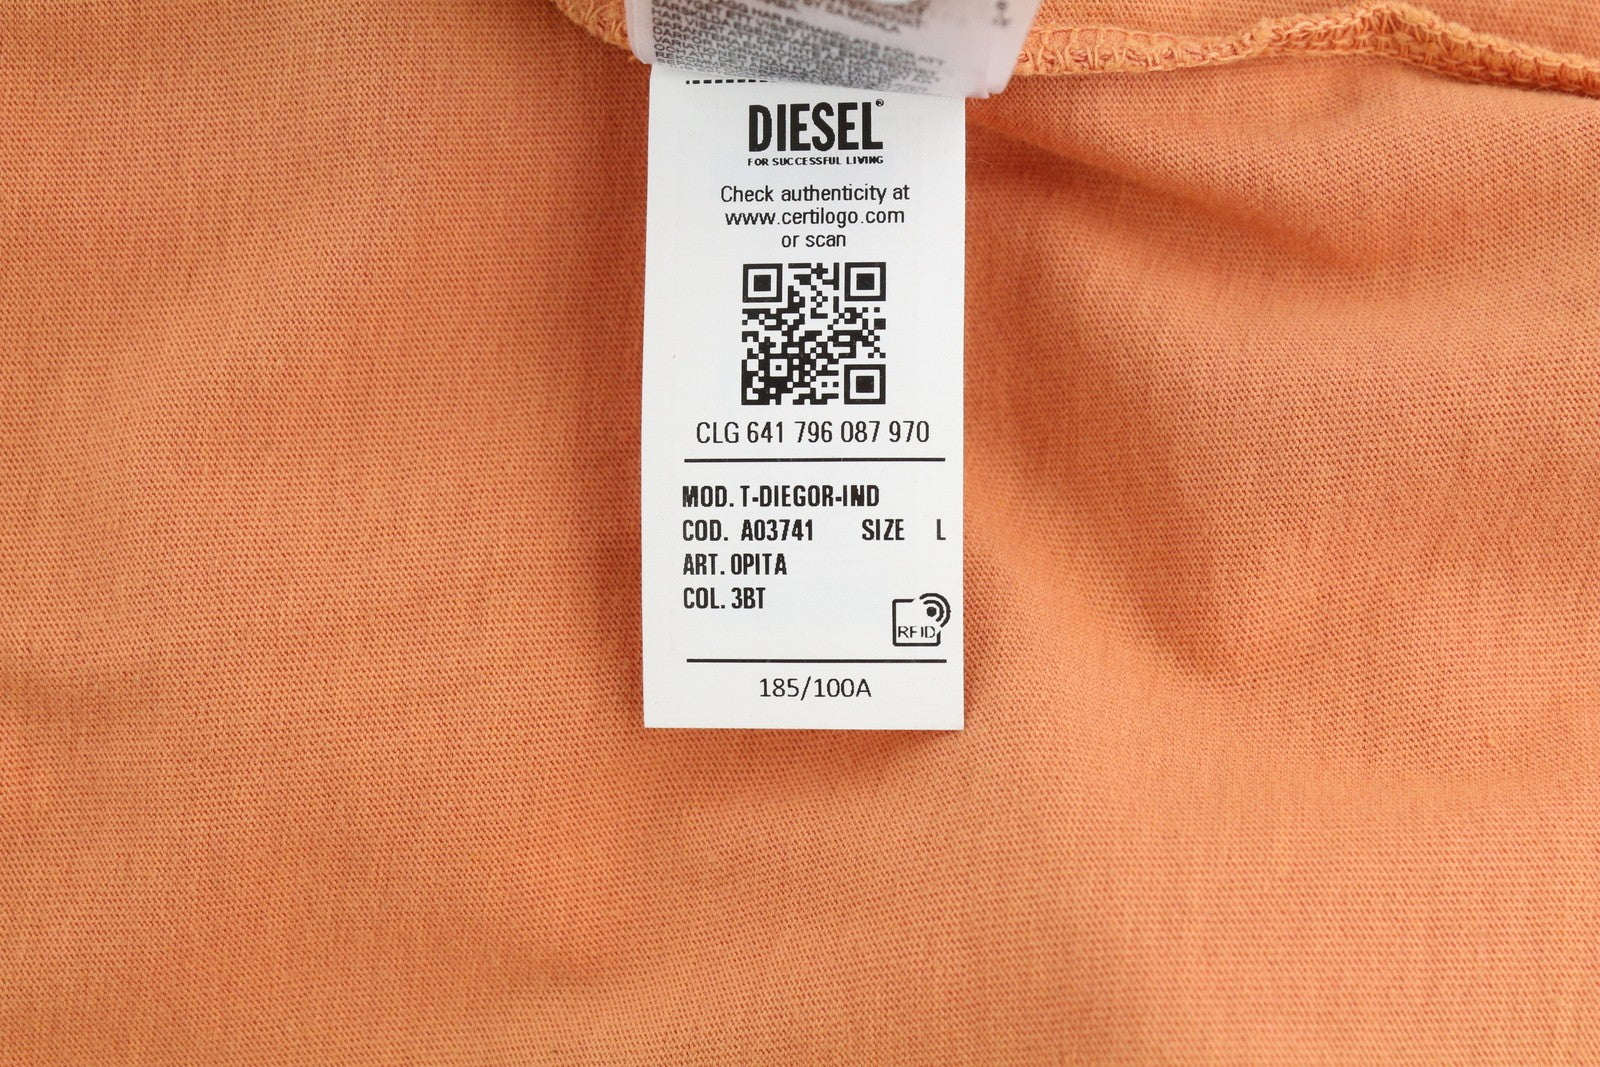 DIESEL®
FOR SUCCESSFUL LIVING
Check authenticity at
www.certilogo.com
or scan
CLG 641 796 087 970
MOD. T-DIEGOR-IND
COD. A03741 SIZE L
ART. OPITA
COL. 3BT
RFID
185/100A